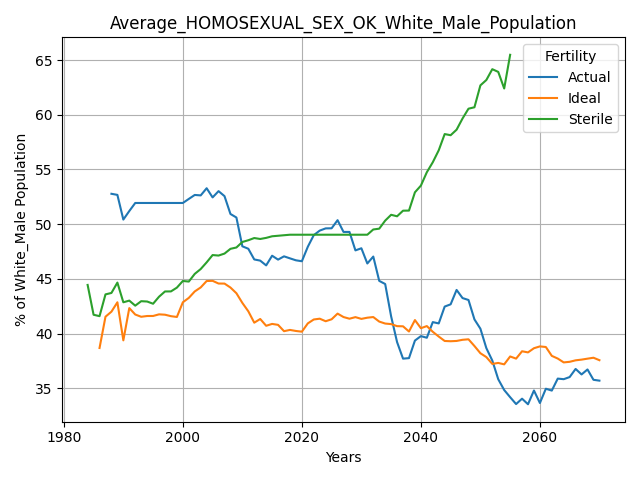 Average_HOMOSEXUAL_SEX_OK_White_Male_Population
Fertility
Actual
Ideal
Sterile
% of White_Male Population
65
60
55
50
45
40
35
1980
2000
2020
2040
2060
Years